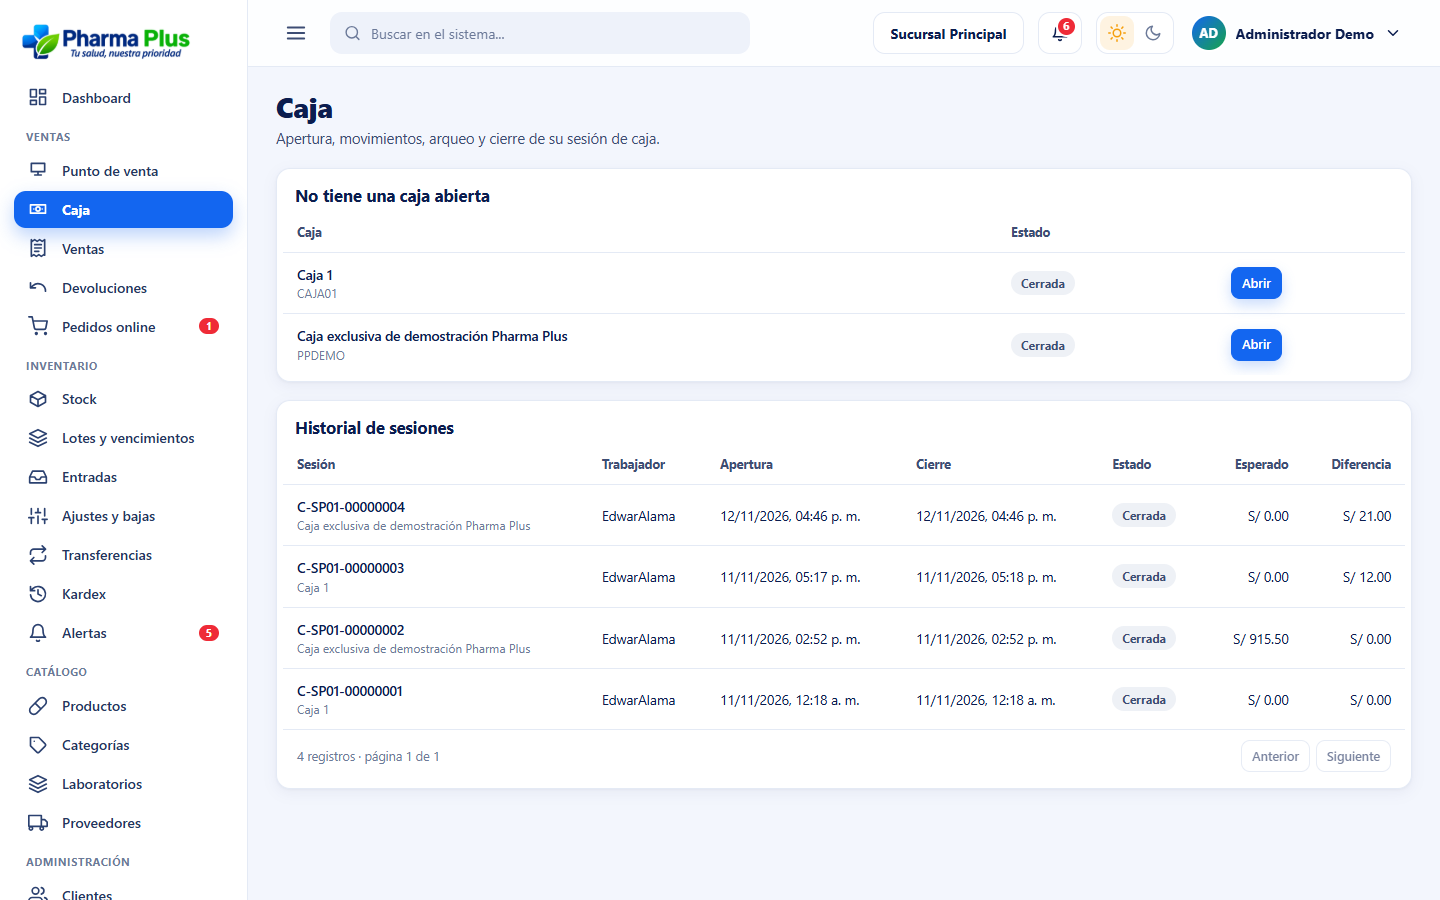 Pharma Plus
Tu salud, nuestra prioridad
Buscar en el sistema...
Sucursal Principal
6
AD
Administrador Demo
Dashboard
VENTAS
Punto de venta
Caja
Ventas
Devoluciones
Pedidos online 1
INVENTARIO
Stock
Lotes y vencimientos
Entradas
Ajustes y bajas
Transferencias
Kardex
Alertas 5
CATÁLOGO
Productos
Categorías
Laboratorios
Proveedores
ADMINISTRACIÓN
Clientes
Caja
Apertura, movimientos, arqueo y cierre de su sesión de caja.
No tiene una caja abierta
Caja Estado
Caja 1
CAJA01
Cerrada Abrir
Caja exclusiva de demostración Pharma Plus
PPDEMO
Cerrada Abrir
Historial de sesiones
Sesión Trabajador Apertura Cierre Estado Esperado Diferencia
C-SP01-00000004
Caja exclusiva de demostración Pharma Plus
EdwarAlama 12/11/2026, 04:46 p. m. 12/11/2026, 04:46 p. m. Cerrada S/ 0.00 S/ 21.00
C-SP01-00000003
Caja 1
EdwarAlama 11/11/2026, 05:17 p. m. 11/11/2026, 05:18 p. m. Cerrada S/ 0.00 S/ 12.00
C-SP01-00000002
Caja exclusiva de demostración Pharma Plus
EdwarAlama 11/11/2026, 02:52 p. m. 11/11/2026, 02:52 p. m. Cerrada S/ 915.50 S/ 0.00
C-SP01-00000001
Caja 1
EdwarAlama 11/11/2026, 12:18 a. m. 11/11/2026, 12:18 a. m. Cerrada S/ 0.00 S/ 0.00
4 registros · página 1 de 1
Anterior Siguiente